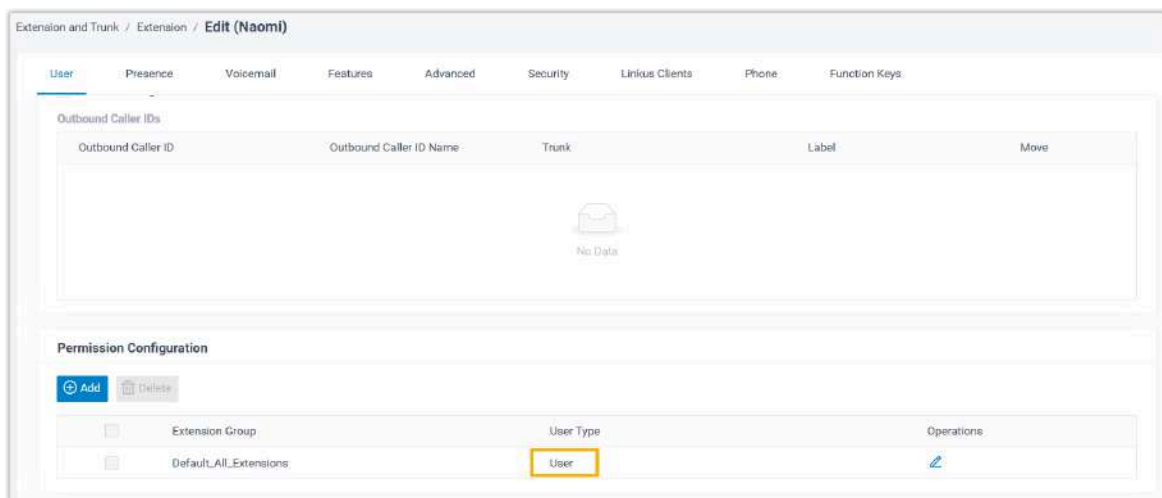 Extension and Trunk / Extension / Edit (Naomi)
User Presence Voicemail Features Advanced Security Linkus Clients Phone Function Keys
Outbound Caller IDs
Outbound Caller ID Outbound Caller ID Name Trunk Label Move
No Data
Permission Configuration
Add Delete
Extension Group User Type Operations
Default_All_Extensions User